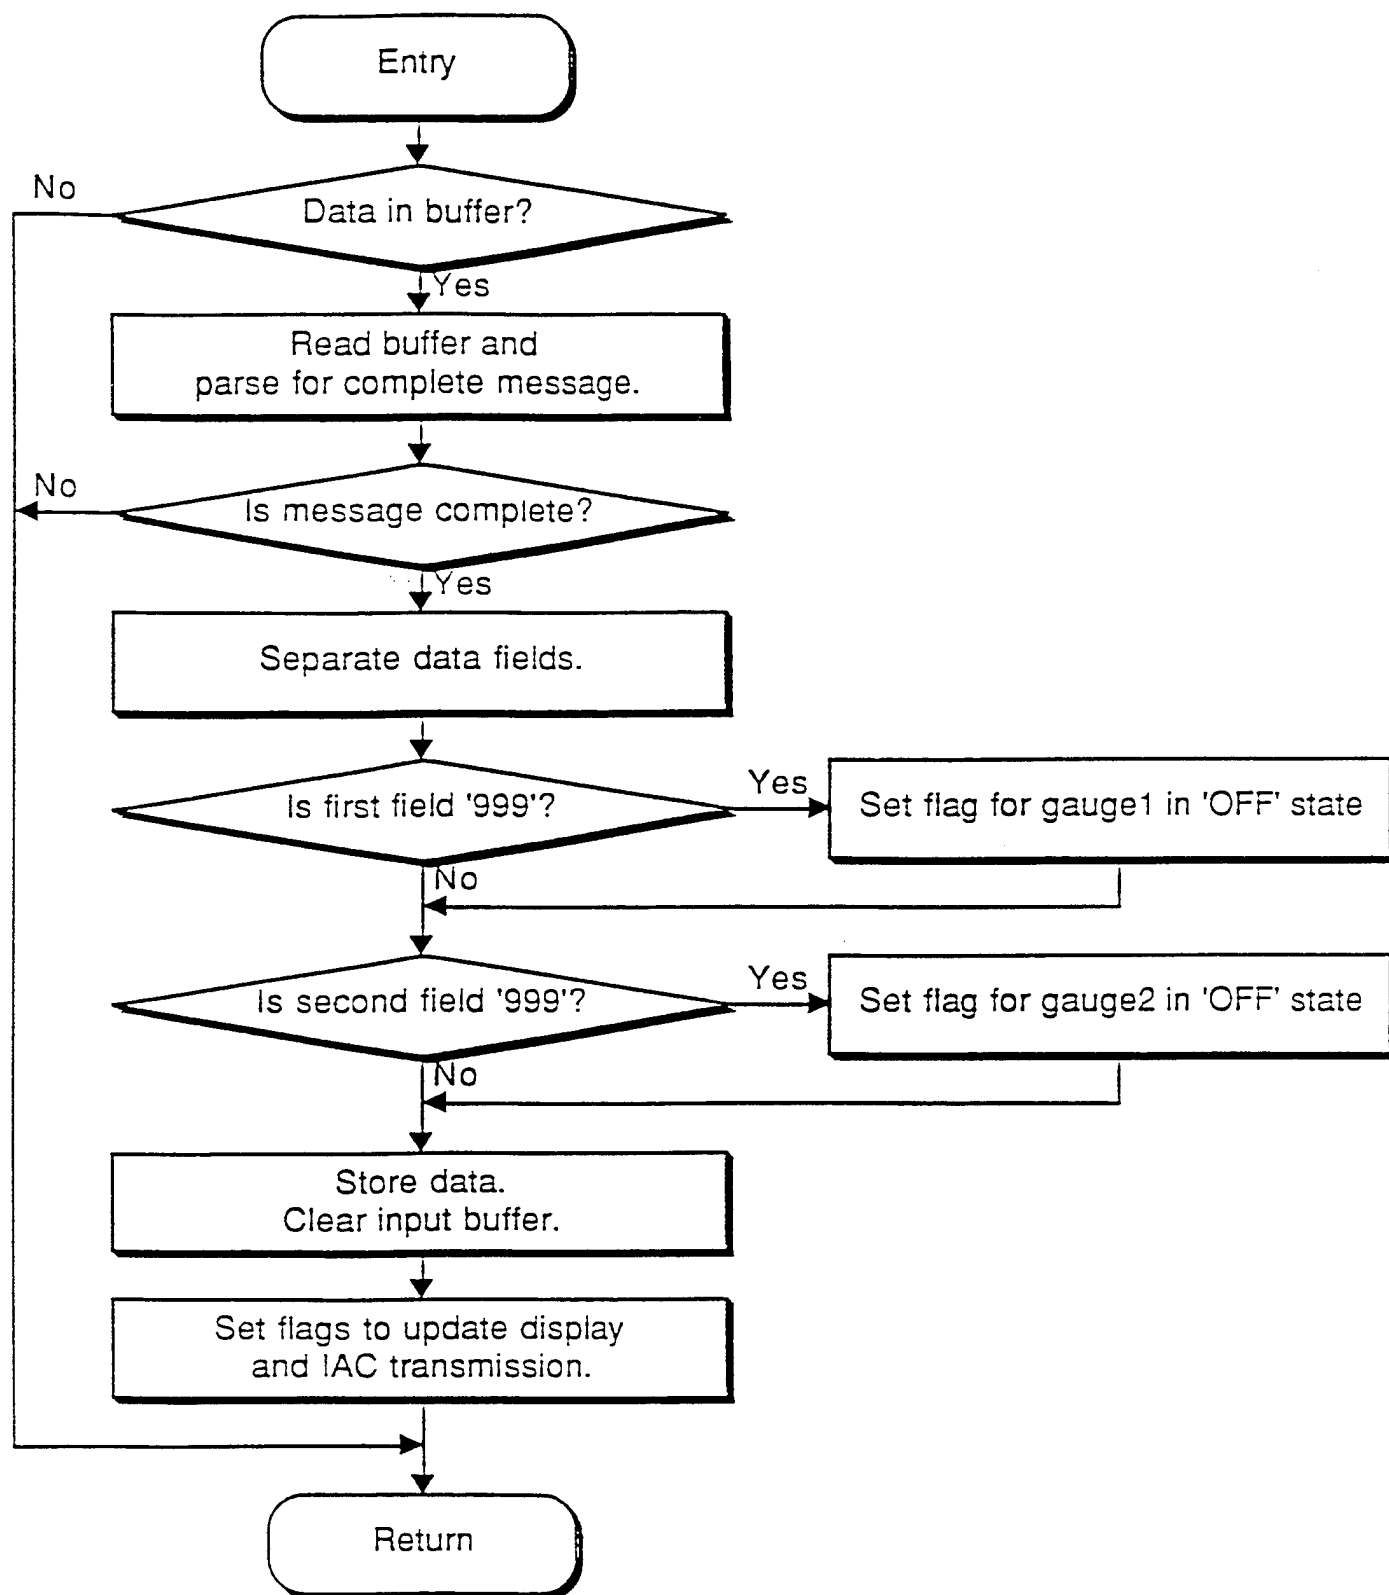 Entry
No
Data in buffer?
Yes
Read buffer and
parse for complete message.
No
Is message complete?
Yes
Separate data fields.
Is first field '999'?
Yes
Set flag for gauge1 in 'OFF' state
No
Is second field '999'?
Yes
Set flag for gauge2 in 'OFF' state
No
Store data.
Clear input buffer.
Set flags to update display
and IAC transmission.
Return